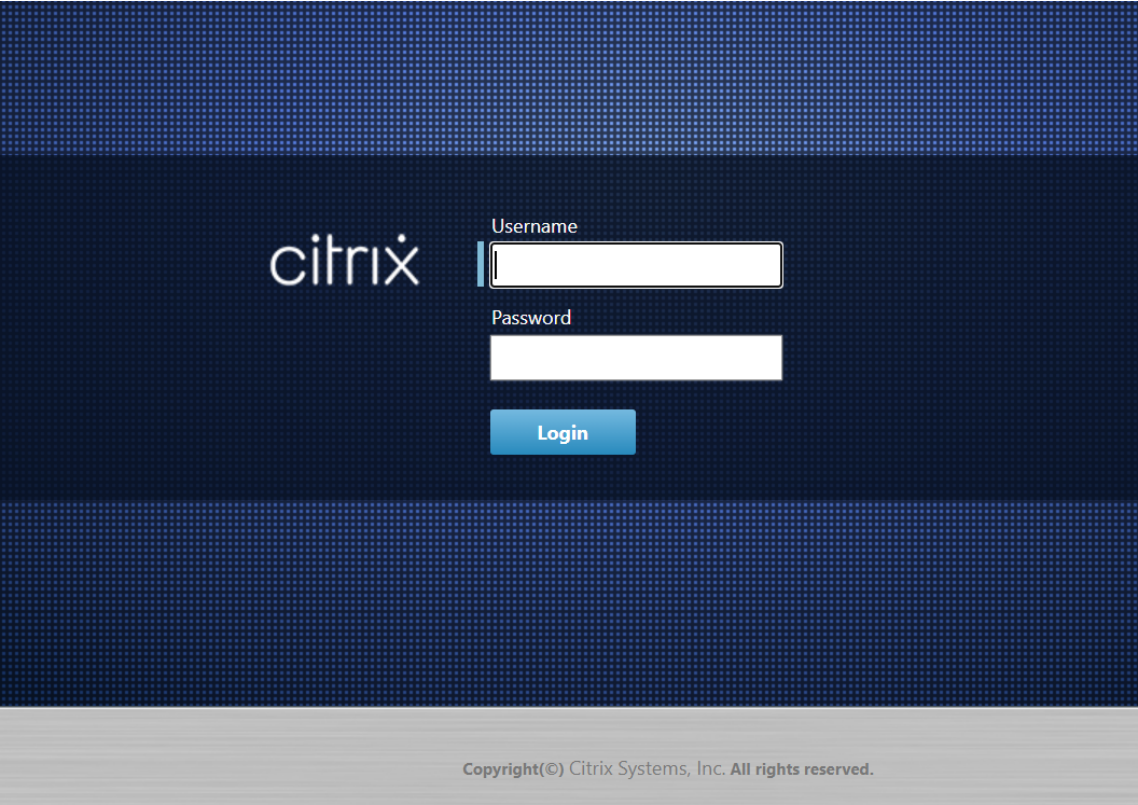 citrix
Username
Password
Login
Copyright(©) Citrix Systems, Inc. All rights reserved.